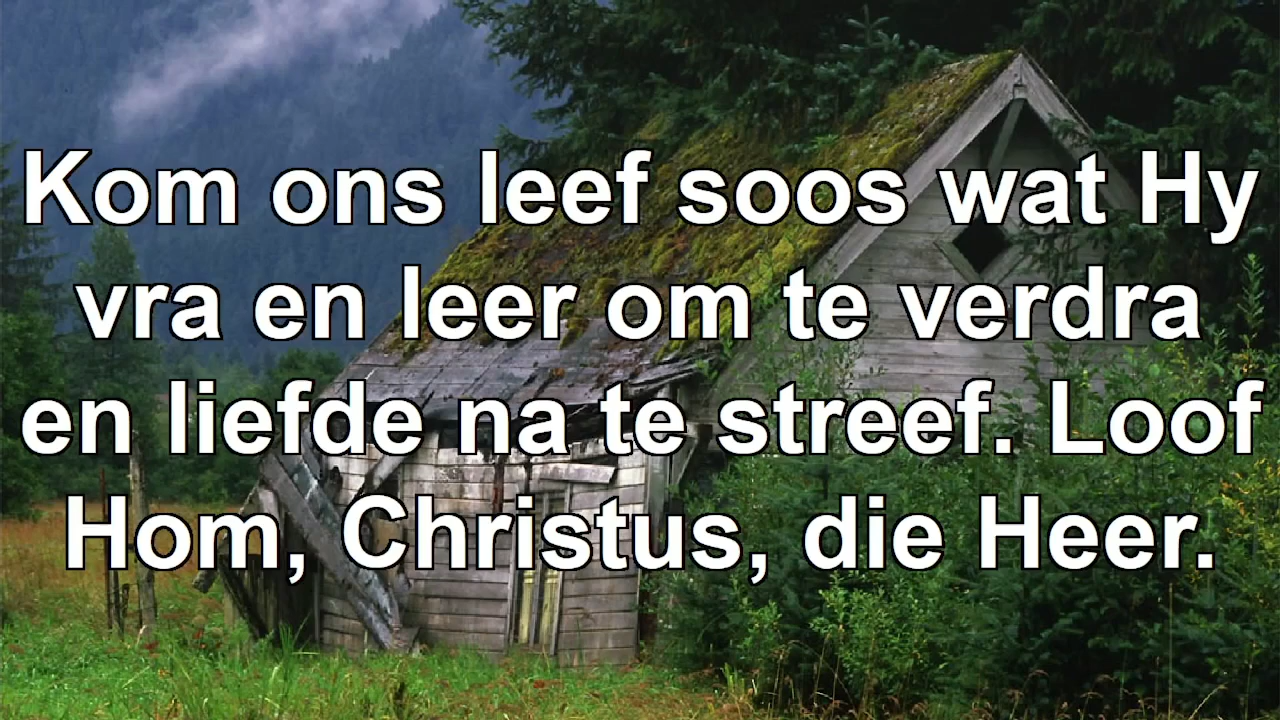 Kom ons leef soos wat Hy
vra en leer om te verdra
en liefde na te streef. Loof
Hom, Christus, die Heer.